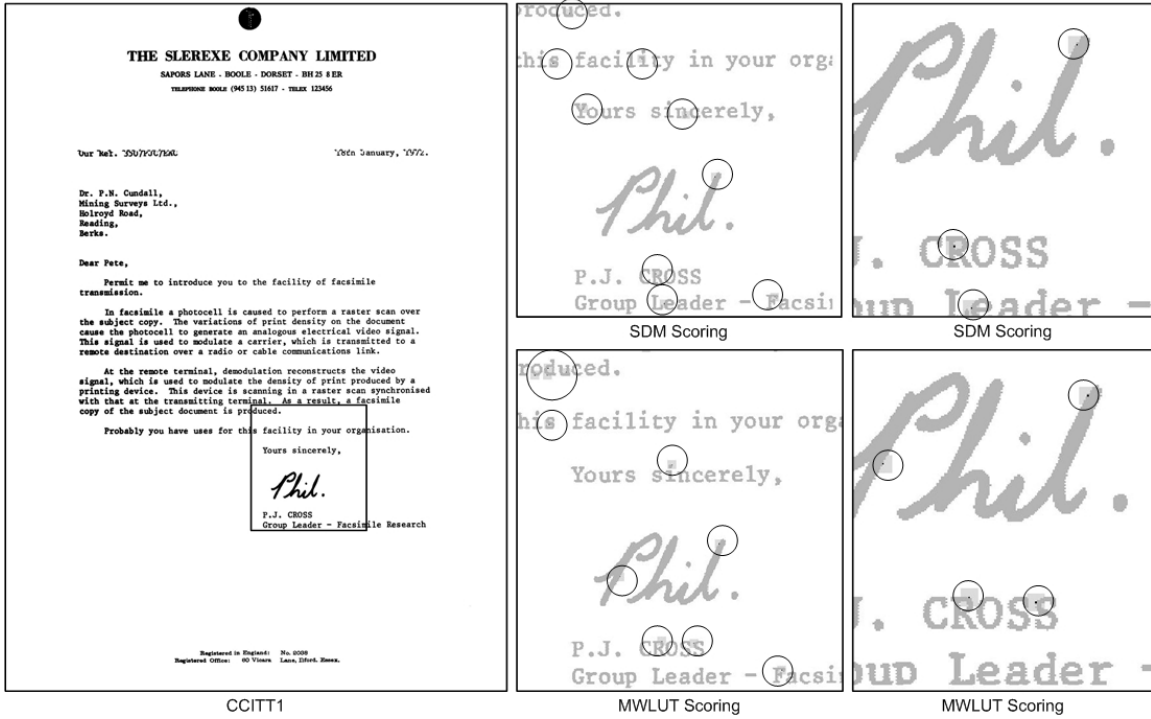 THE SLEREXE COMPANY LIMITED
SAPORS LANE - BOOLE - DORSET - BH 25 8 ER
TELEPHONE BOOLE (945 13) 51617 - TELEX 123456
Our Ref.
18th January, 1972.
Dr. P.N. Cundall,
Mining Surveys Ltd.,
Holroyd Road,
Reading,
Berks.
Dear Pete,
Permit me to introduce you to the facility of facsimile
transmission.
In facsimile a photocell is caused to perform a raster scan over
the subject copy. The variations of print density on the document
cause the photocell to generate an analogous electrical video signal.
This signal is used to modulate a carrier, which is transmitted to a
remote destination over a radio or cable communications link.
At the remote terminal, demodulation reconstructs the video
signal, which is used to modulate the density of print produced by a
printing device. This device is scanning in a raster scan synchronised
with that at the transmitting terminal. As a result, a facsimile
copy of the subject document is produced.
Probably you have uses for this facility in your organisation.
Yours sincerely,
Phil.
P.J. CROSS
Group Leader - Facsimile Research
Registered in England: No. 2038
Registered Office: 60 Vicara Lane, Ilford. Essex.
CCITT1
roduced.
this facility in your orga
Yours sincerely,
Phil.
P.J. CROSS
Group Leader - Facsi
SDM Scoring
Phil.
J. CROSS
oup Leader -
SDM Scoring
roduced.
his facility in your orga
Yours sincerely,
Phil.
P.J. CROSS
Group Leader - Facsi
MWLUT Scoring
Phil.
J. CROSS
oup Leader -
MWLUT Scoring